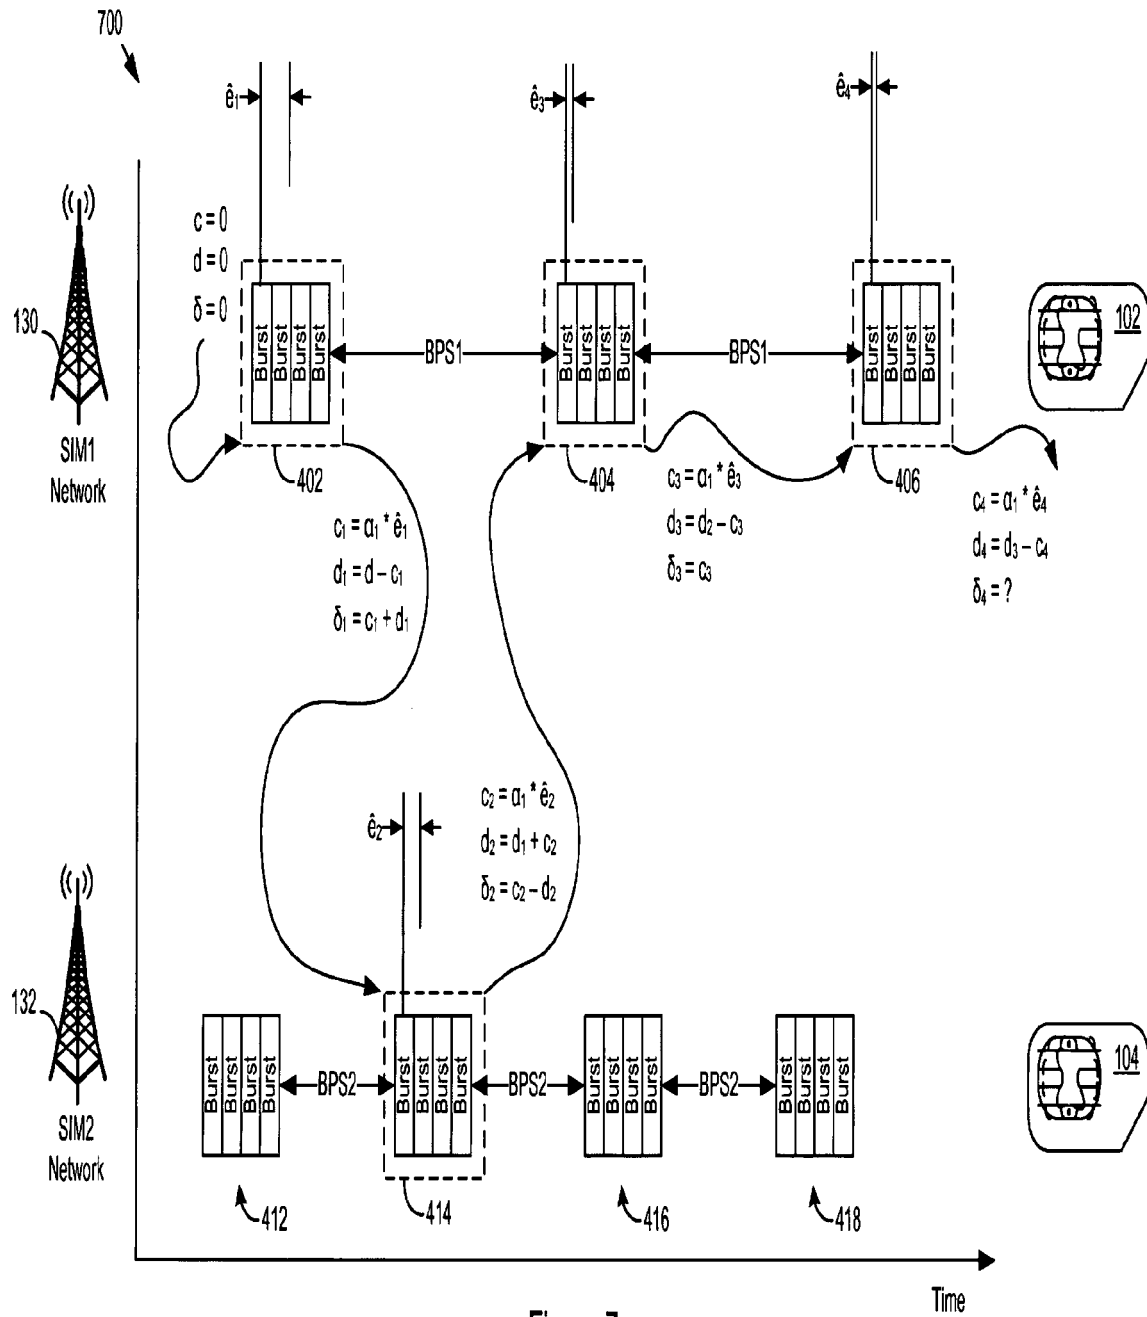 700
ê₁
ê₃
ê₄
c = 0
d = 0
δ = 0
130
SIM1
Network
Burst Burst Burst Burst
BPS1
Burst Burst Burst Burst
BPS1
Burst Burst Burst Burst
102
402
404
406
c₁ = α₁ * ê₁
d₁ = d – c₁
δ₁ = c₁ + d₁
c₃ = α₁ * ê₃
d₃ = d₂ – c₃
δ₃ = c₃
c₄ = α₁ * ê₄
d₄ = d₃ – c₄
δ₄ = ?
ê₂
c₂ = α₁ * ê₂
d₂ = d₁ + c₂
δ₂ = c₂ – d₂
132
SIM2
Network
Burst Burst Burst Burst
BPS2
Burst Burst Burst Burst
BPS2
Burst Burst Burst Burst
BPS2
Burst Burst Burst Burst
104
412
414
416
418
Time